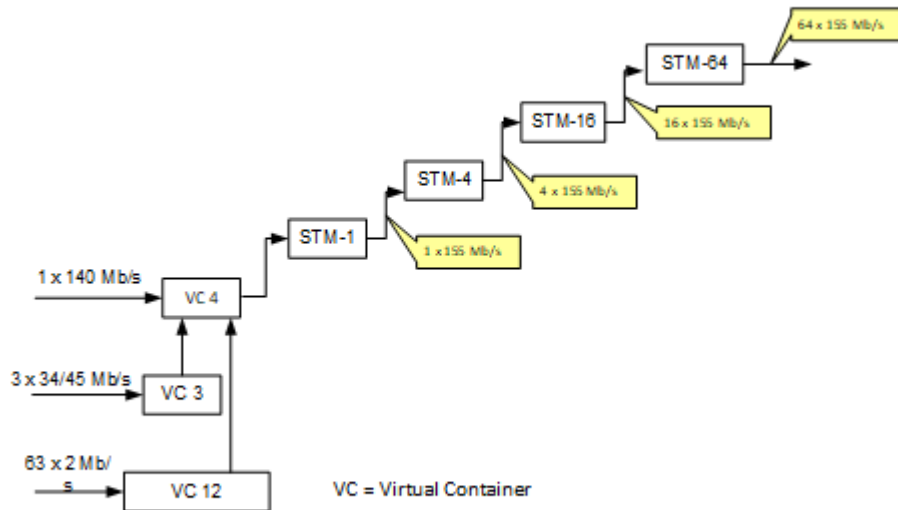 64 x 155 Mb/s
STM-64
STM-16
16 x 155 Mb/s
STM-4
4 x 155 Mb/s
STM-1
1 x 155 Mb/s
1 x 140 Mb/s
VC 4
3 x 34/45 Mb/s
VC 3
63 x 2 Mb/
s
VC 12
VC = Virtual Container